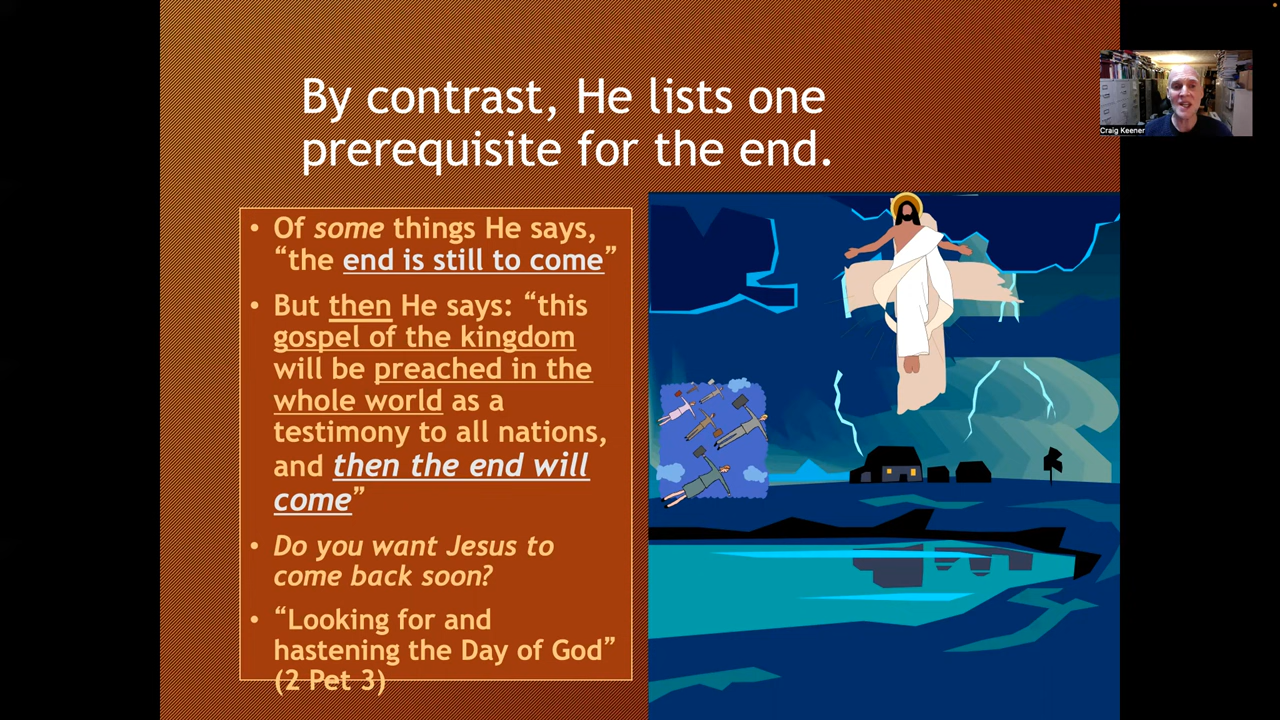 By contrast, He lists one
prerequisite for the end.
• Of some things He says,
“the end is still to come”
• But then He says: “this
gospel of the kingdom
will be preached in the
whole world as a
testimony to all nations,
and then the end will
come”
• Do you want Jesus to
come back soon?
• “Looking for and
hastening the Day of God”
(2 Pet 3)
Craig Keener